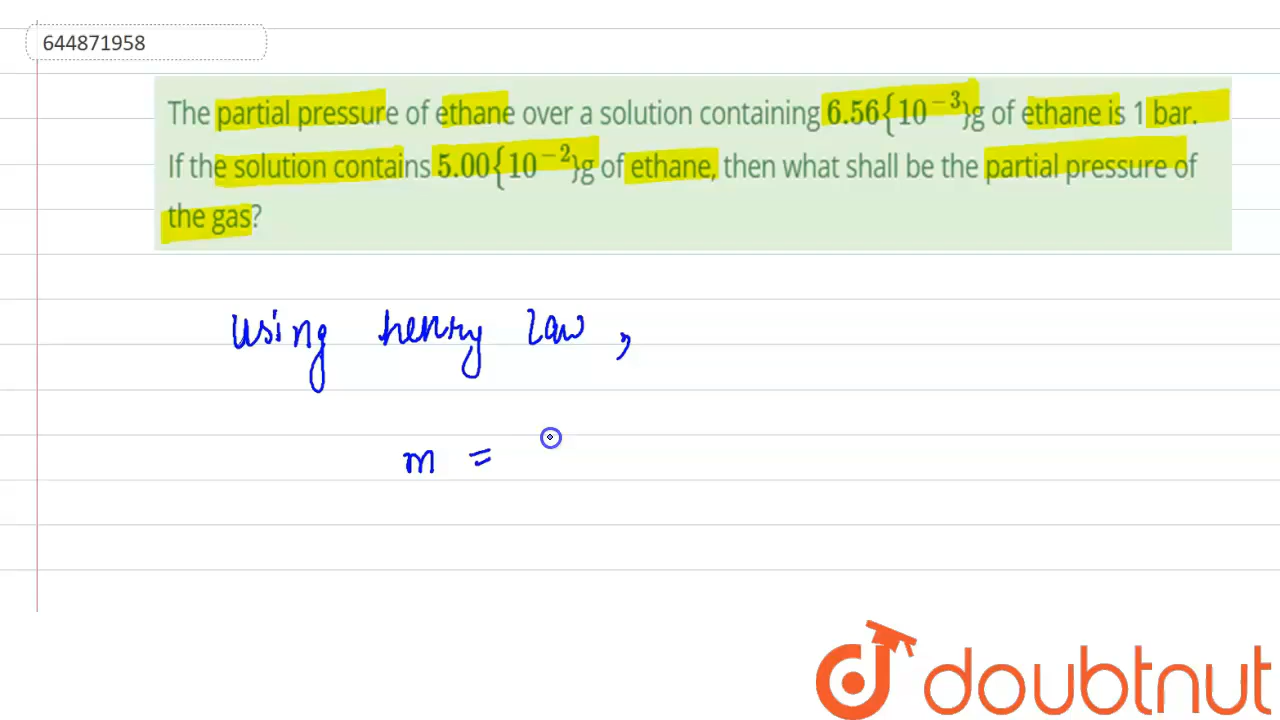 644871958
The partial pressure of ethane over a solution containing 6.56{10⁻³}g of ethane is 1 bar.
If the solution contains 5.00{10⁻²}g of ethane, then what shall be the partial pressure of
the gas?
Using henry law,
m =
doubtnut